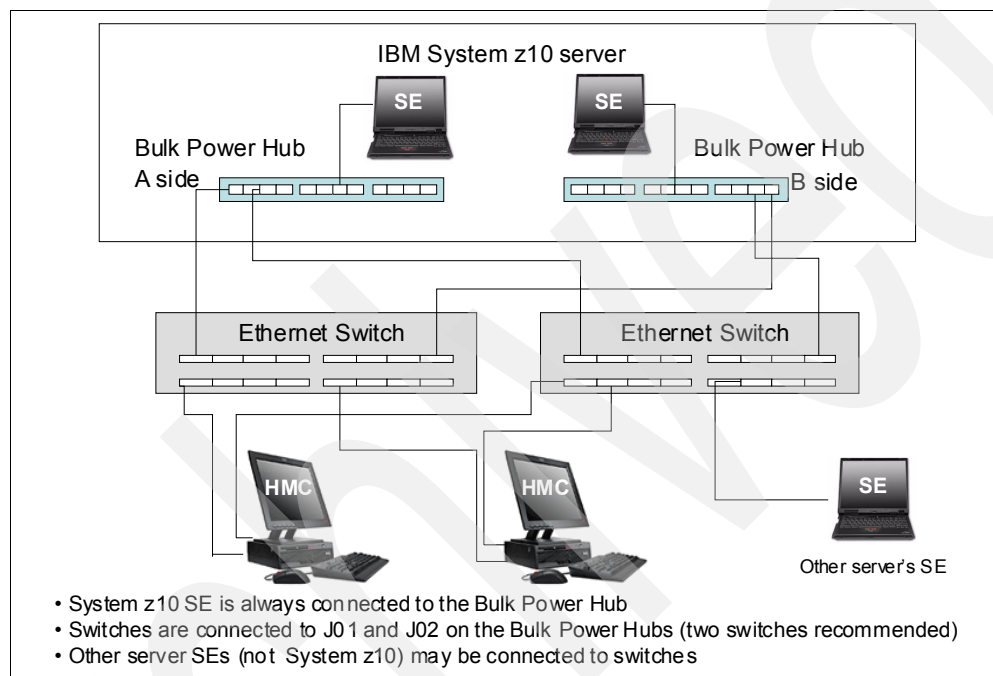 IBM System z10 server
SE
SE
Bulk Power Hub
A side
Bulk Power Hub
B side
Ethernet Switch
Ethernet Switch
HMC
HMC
SE
Other server's SE
• System z10 SE is always connected to the Bulk Power Hub
• Switches are connected to J01 and J02 on the Bulk Power Hubs (two switches recommended)
• Other server SEs (not System z10) may be connected to switches